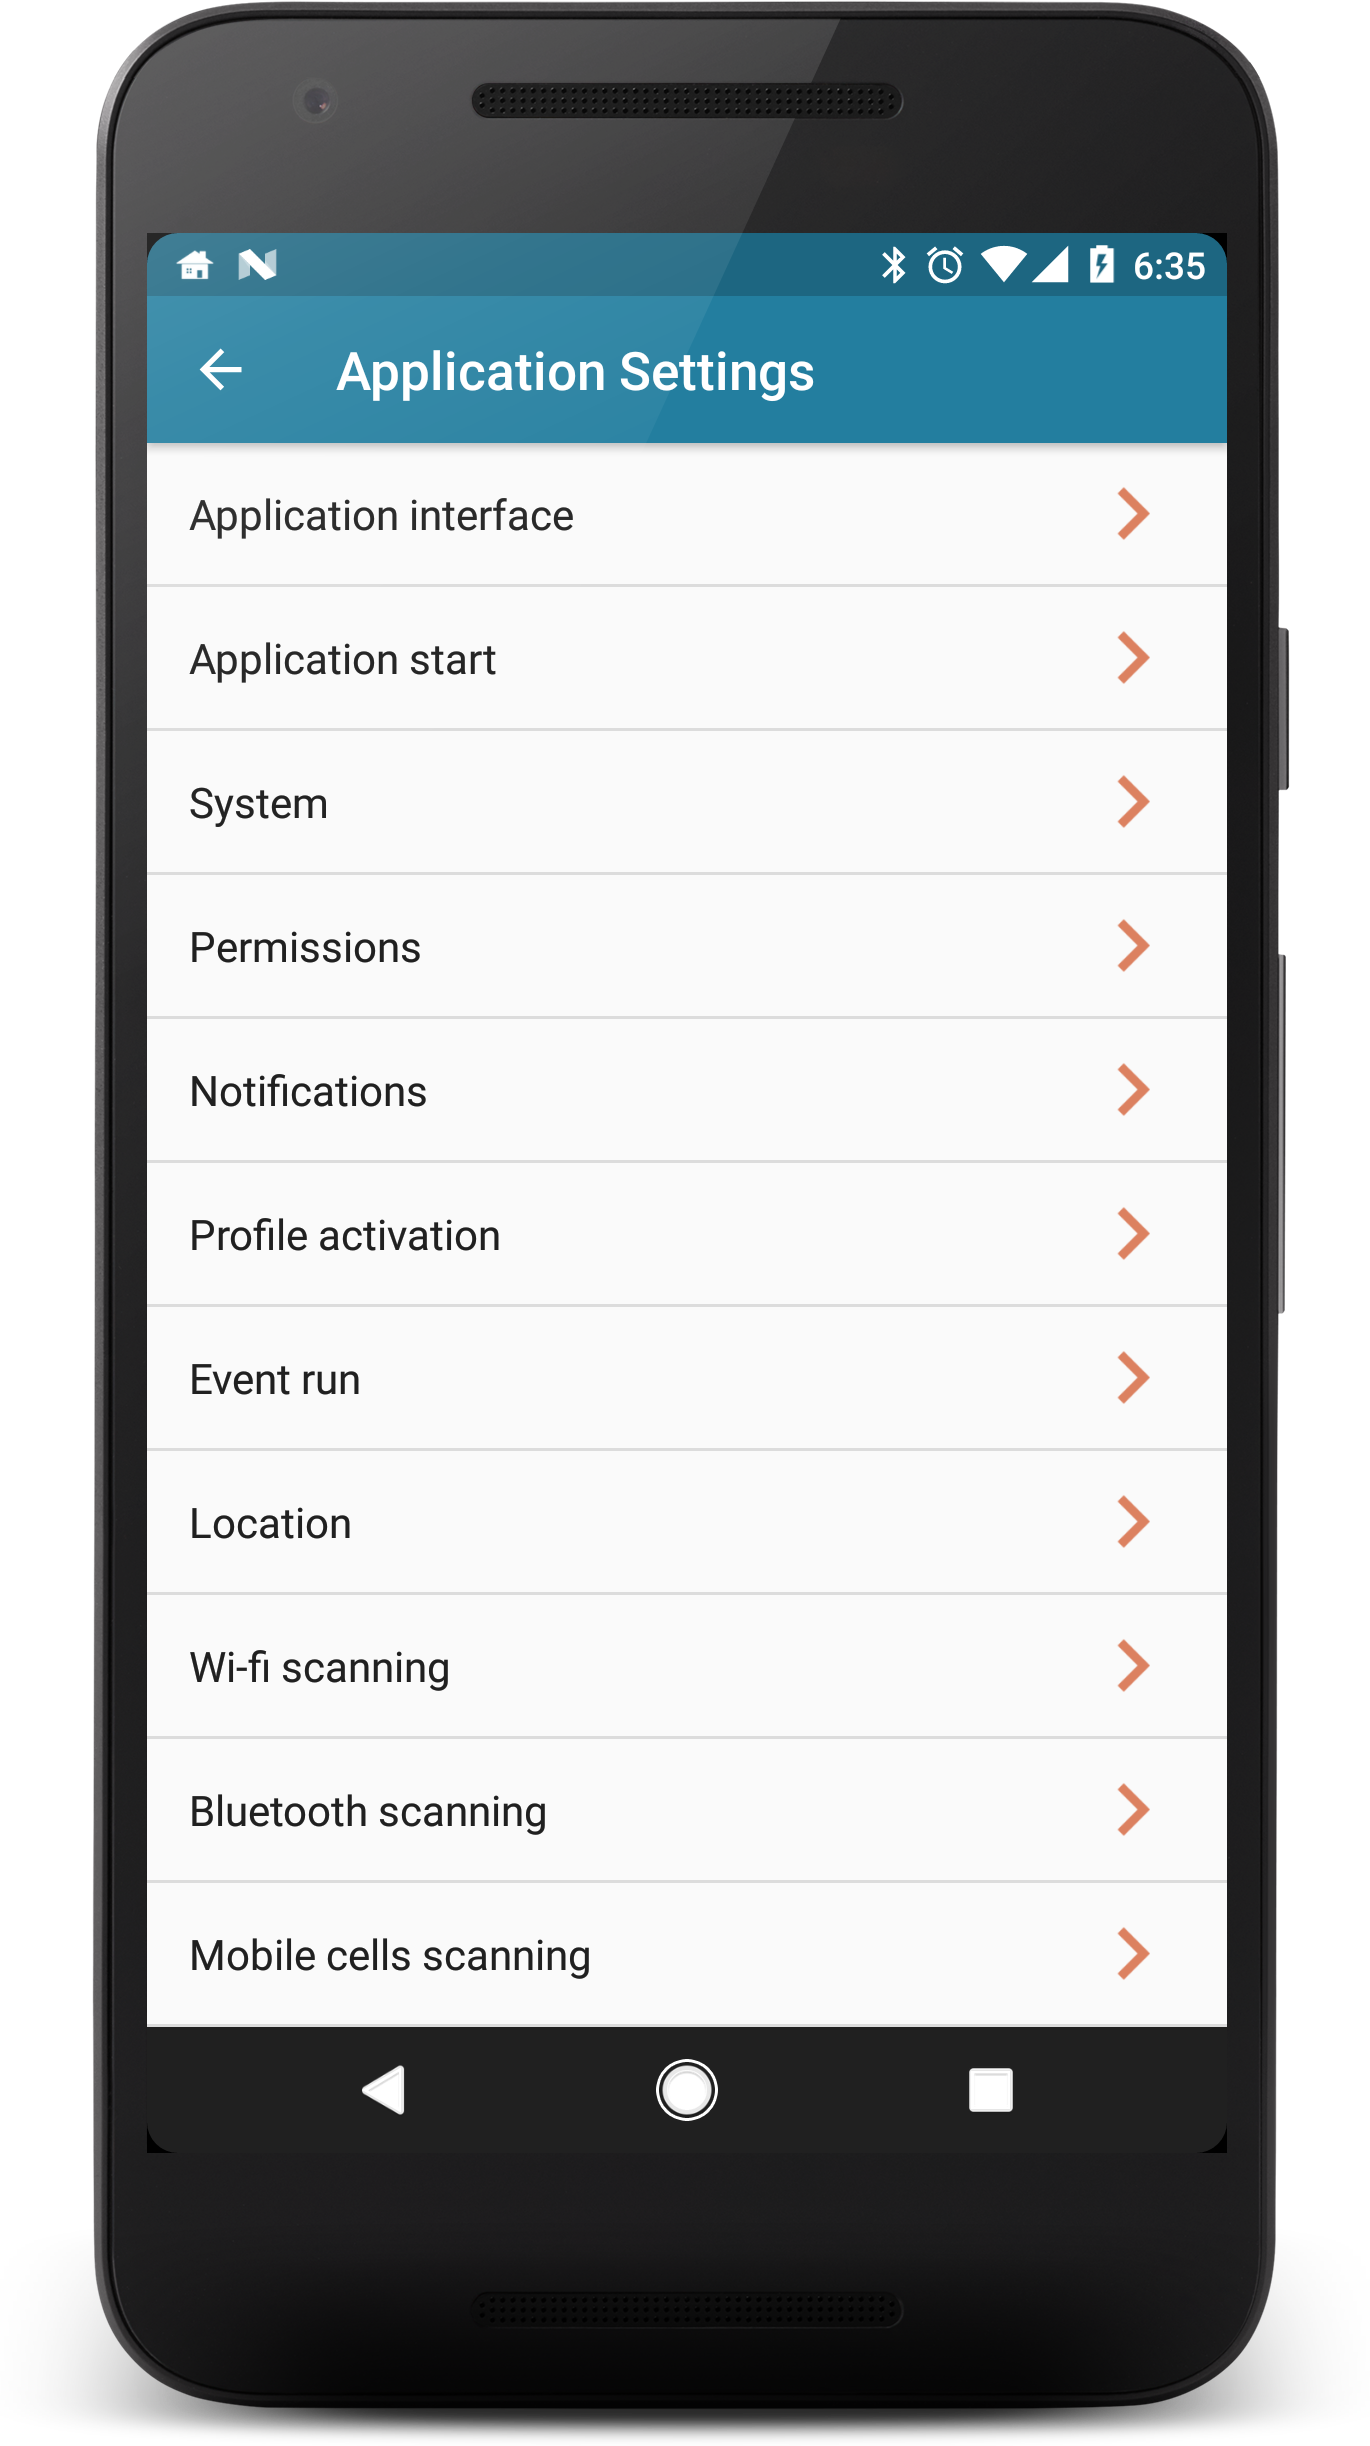 6:35
Application Settings
Application interface
Application start
System
Permissions
Notifications
Profile activation
Event run
Location
Wi-fi scanning
Bluetooth scanning
Mobile cells scanning